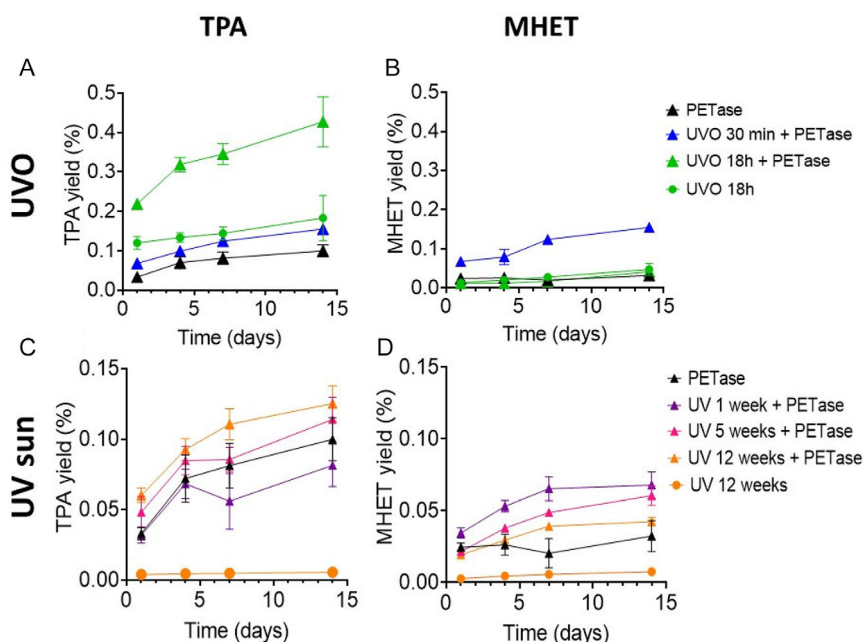 TPA
MHET
UVO
A
TPA yield (%)
0.5
0.4
0.3
0.2
0.1
0.0
0
5
10
15
Time (days)
B
MHET yield (%)
0.5
0.4
0.3
0.2
0.1
0.0
0
5
10
15
Time (days)
PETase
UVO 30 min + PETase
UVO 18h + PETase
UVO 18h
UV sun
C
TPA yield (%)
0.15
0.10
0.05
0.00
0
5
10
15
Time (days)
D
MHET yield (%)
0.15
0.10
0.05
0.00
0
5
10
15
Time (days)
PETase
UV 1 week + PETase
UV 5 weeks + PETase
UV 12 weeks + PETase
UV 12 weeks